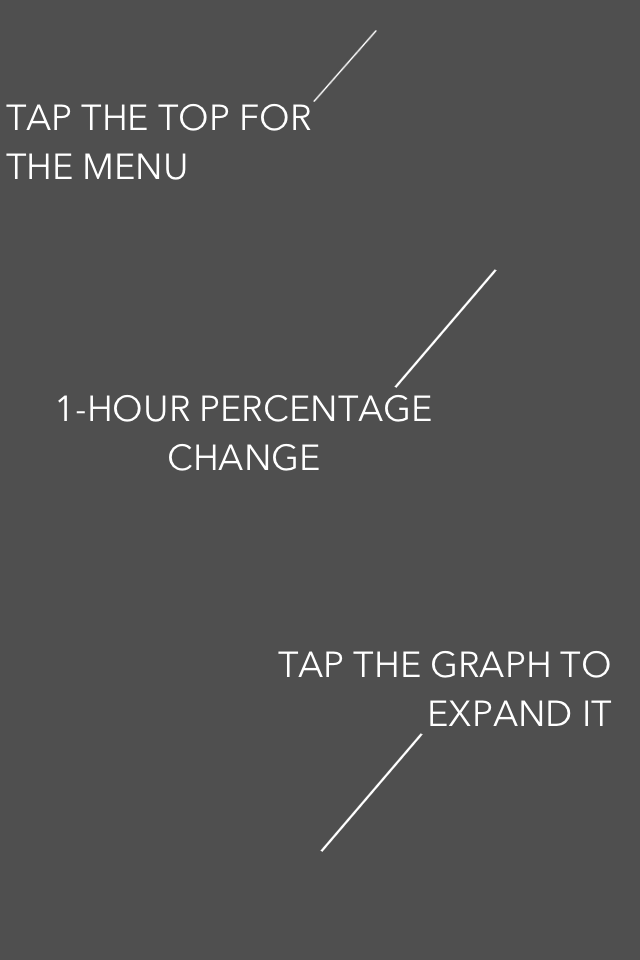 TAP THE TOP FOR
THE MENU
1-HOUR PERCENTAGE
CHANGE
TAP THE GRAPH TO
EXPAND IT